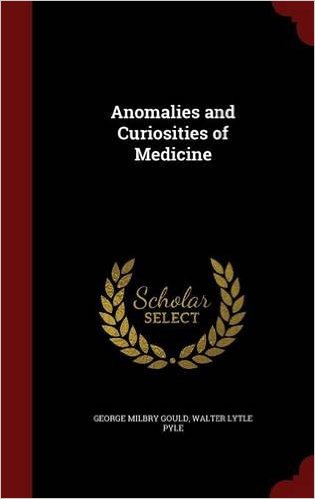 Anomalies and
Curiosities of
Medicine
Scholar
SELECT
GEORGE MILBRY GOULD, WALTER LYTLE
PYLE